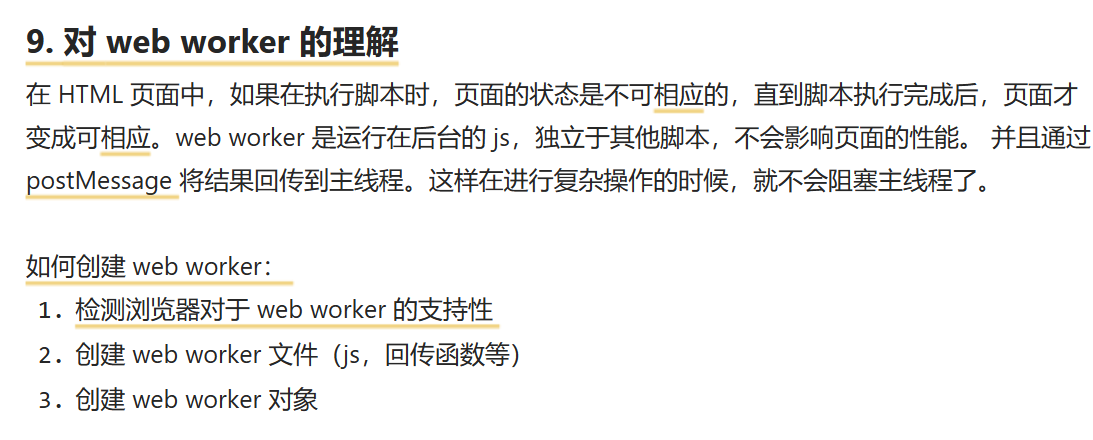 9. 对 web worker 的理解
在 HTML 页面中，如果在执行脚本时，页面的状态是不可相应的，直到脚本执行完成后，页面才
变成可相应。web worker 是运行在后台的 js，独立于其他脚本，不会影响页面的性能。 并且通过
postMessage 将结果回传到主线程。这样在进行复杂操作的时候，就不会阻塞主线程了。
如何创建 web worker：
1. 检测浏览器对于 web worker 的支持性
2. 创建 web worker 文件（js，回传函数等）
3. 创建 web worker 对象